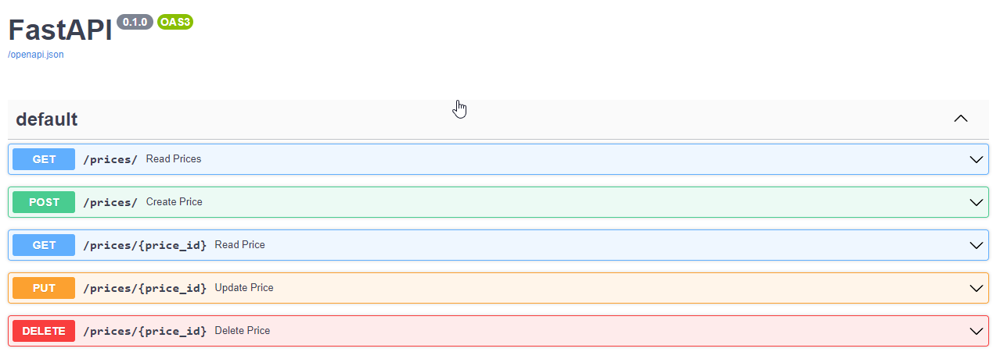 FastAPI 0.1.0 OAS3
/openapi.json
default
GET /prices/ Read Prices
POST /prices/ Create Price
GET /prices/{price_id} Read Price
PUT /prices/{price_id} Update Price
DELETE /prices/{price_id} Delete Price